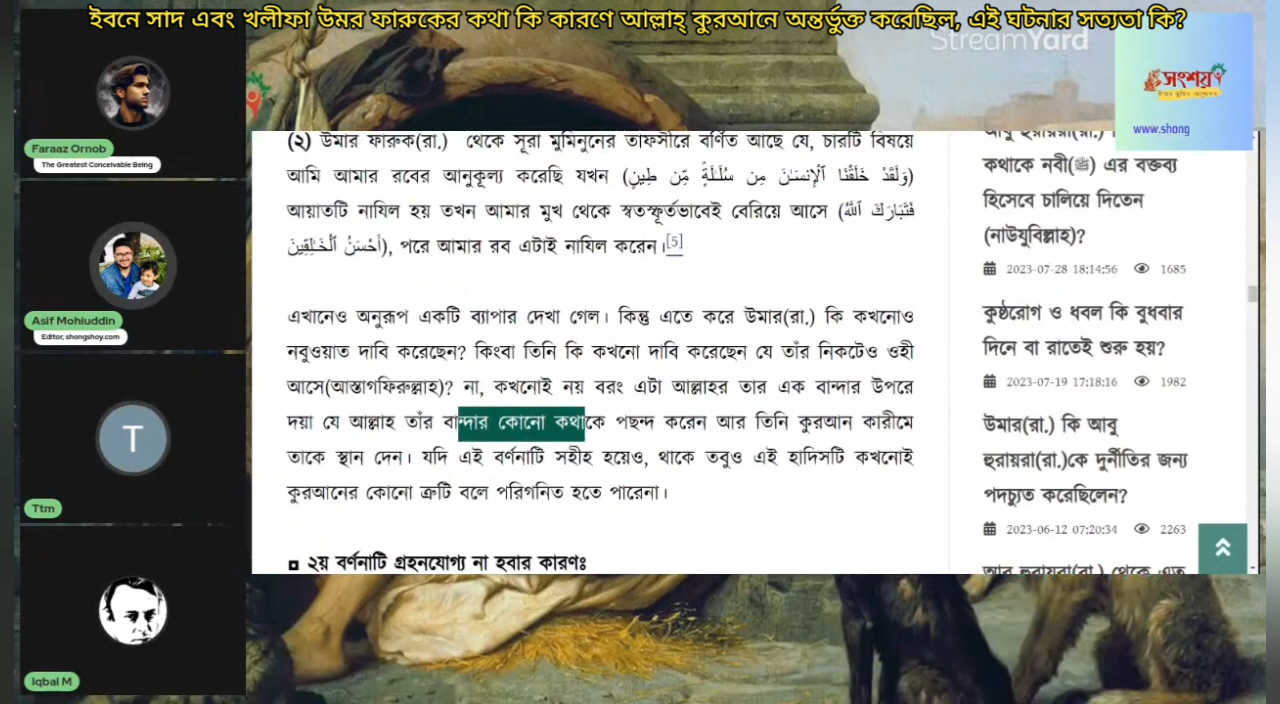 ইবনে সাদ এবং খলীফা উমর ফারুকের কথা কি কারণে আল্লাহ্ কুরআনে অন্তর্ভুক্ত করেছিল, এই ঘটনার সত্যতা কি?
StreamYard
সংশয়
www.shong
Faraaz Ornob
The Greatest Conceivable Being
Asif Mohiuddin
Editor, shongshoy.com
T
Ttm
Iqbal M
(২) উমার ফারুক(রা.) থেকে সূরা মুমিনুনের তাফসীরে বর্ণিত আছে যে, চারটি বিষয়ে
আমি আমার রবের আনুকূল্য করেছি যখন (وَلَقَدْ خَلَقْنَا ٱلْإِنسَـٰنَ مِن سُلَـٰلَةٍۢ مِّن طِينٍ)
আয়াতটি নাযিল হয় তখন আমার মুখ থেকে স্বতস্ফূর্তভাবেই বেরিয়ে আসে (فَتَبَارَكَ ٱللَّهُ
أَحْسَنُ ٱلْخَـٰلِقِينَ), পরে আমার রব এটাই নাযিল করেন।[5]
এখানেও অনুরূপ একটি ব্যাপার দেখা গেল। কিন্তু এতে করে উমার(রা.) কি কখনোও
নবুওয়াত দাবি করেছেন? কিংবা তিনি কি কখনো দাবি করেছেন যে তাঁর নিকটেও ওহী
আসে(আস্তাগফিরুল্লাহ)? না, কখনোই নয় বরং এটা আল্লাহর তার এক বান্দার উপরে
দয়া যে আল্লাহ তাঁর বান্দার কোনো কথাকে পছন্দ করেন আর তিনি কুরআন কারীমে
তাকে স্থান দেন। যদি এই বর্ণনাটি সহীহ হয়েও, থাকে তবুও এই হাদিসটি কখনোই
কুরআনের কোনো ত্রুটি বলে পরিগনিত হতে পারেনা।
২য় বর্ণনাটি গ্রহনযোগ্য না হবার কারণঃ
কথাকে নবী(ﷺ) এর বক্তব্য
হিসেবে চালিয়ে দিতেন
(নাউযুবিল্লাহ)?
2023-07-28 18:14:56 1685
কুষ্ঠরোগ ও ধবল কি বুধবার
দিনে বা রাতেই শুরু হয়?
2023-07-19 17:18:16 1982
উমার(রা.) কি আবু
হুরায়রা(রা.)কে দুর্নীতির জন্য
পদচ্যুত করেছিলেন?
2023-06-12 07:20:34 2263
আবু হুরায়রা(রা.) থেকে এত